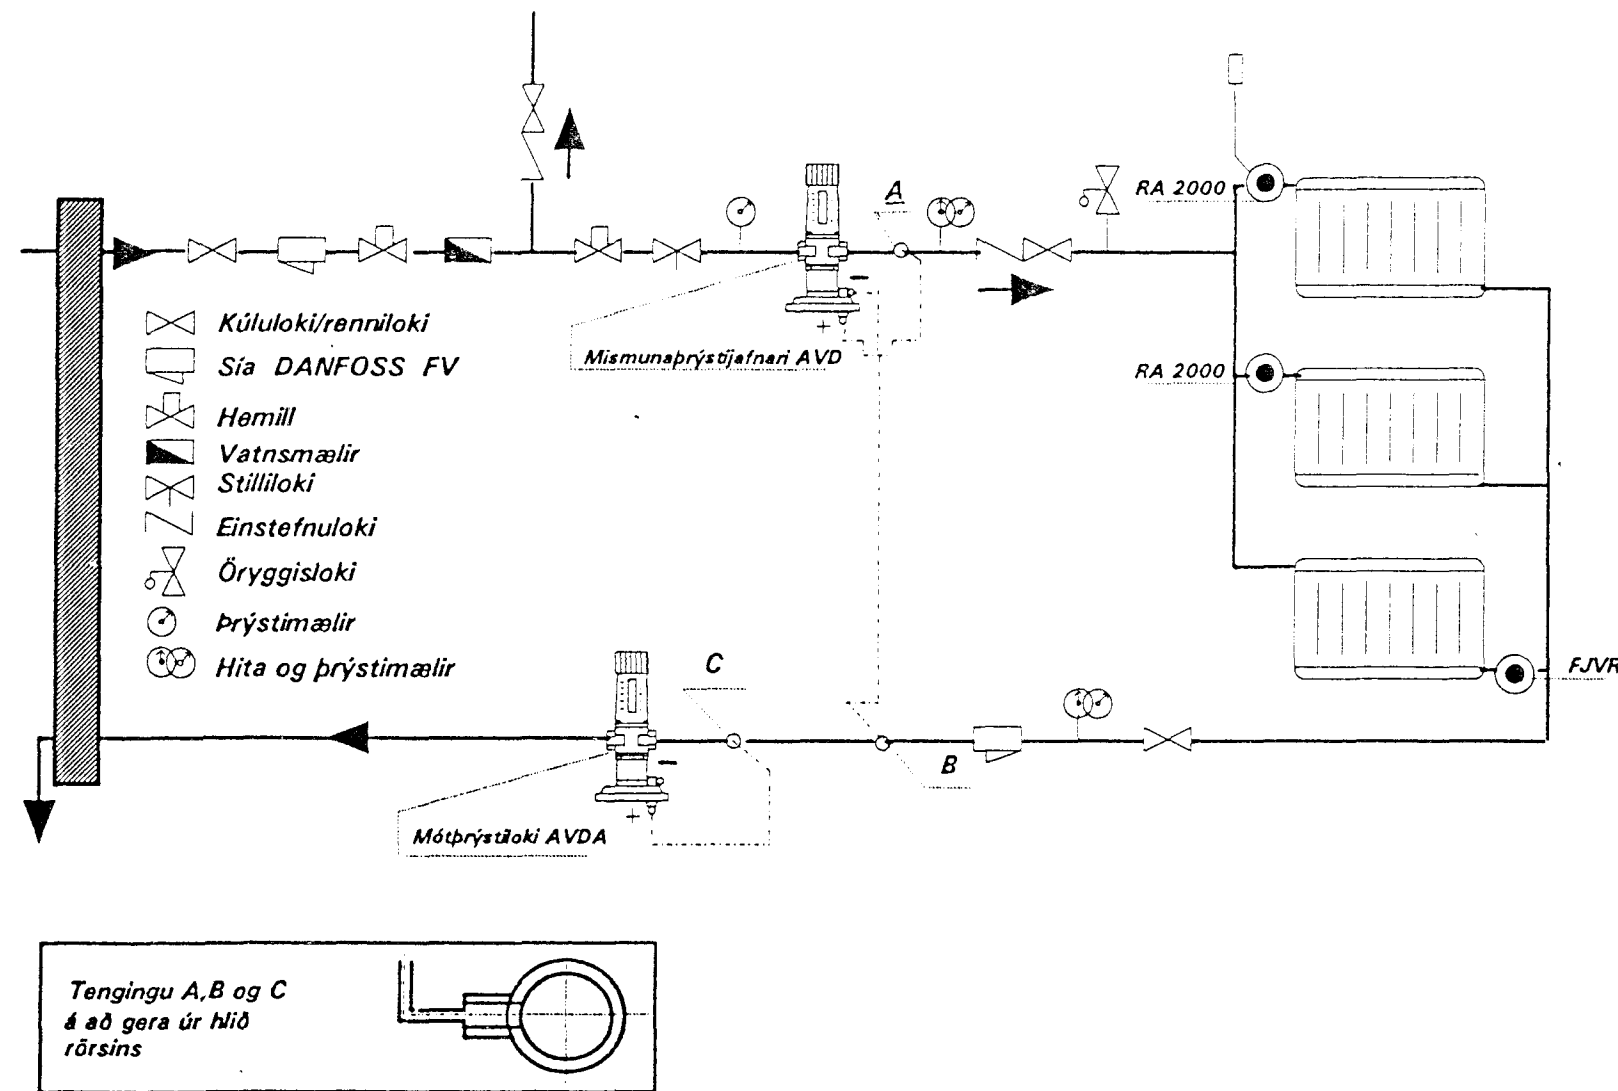 A
RA 2000
Mismunaþrýstijafnari AVD
RA 2000
Kúluloki/renniloki
Sía DANFOSS FV
Hemill
Vatnsmælir
Stilliloki
Einstefnuloki
Öryggisloki
Þrýstimælir
Hita og þrýstimælir
FJVR
C
B
Mótþrýstiloki AVDA
Tengingu A,B og C
á að gera úr hlið
rörsins